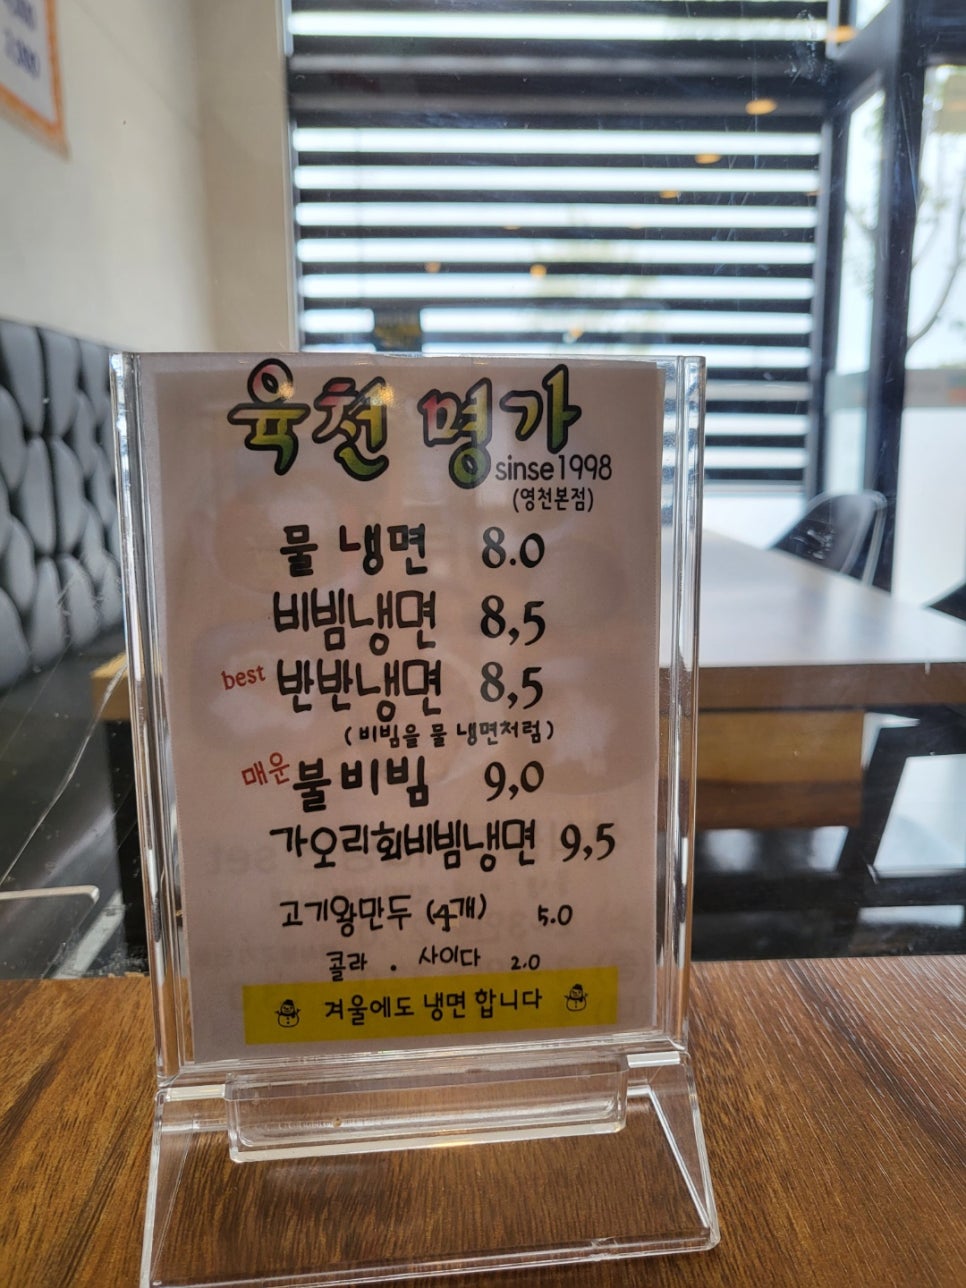 육천 명가
sinse1998
(영천본점)
물 냉면 8.0
비빔냉면 8,5
best 반반냉면 8,5
(비빔을 물 냉면처럼)
매운 불비빔 9,0
가오리회비빔냉면 9,5
고기왕만두 (4개) 5.0
콜라 . 사이다 2.0
겨울에도 냉면 합니다